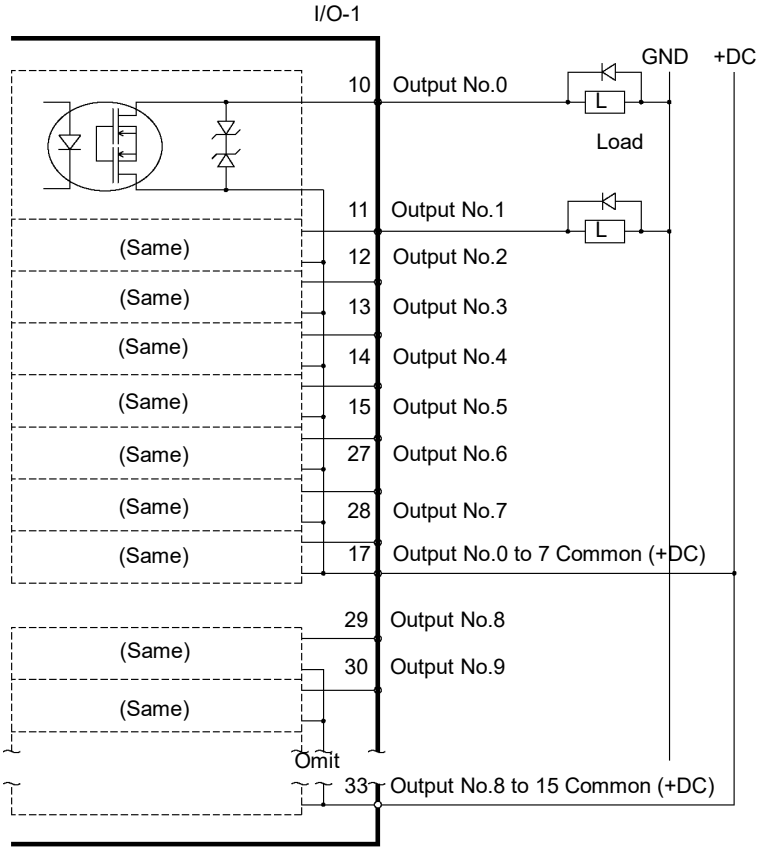 I/O-1
GND +DC
10 Output No.0
L
Load
11 Output No.1
L
(Same)
12 Output No.2
(Same)
13 Output No.3
(Same)
14 Output No.4
(Same)
15 Output No.5
(Same)
27 Output No.6
(Same)
28 Output No.7
(Same)
17 Output No.0 to 7 Common (+DC)
29 Output No.8
(Same)
30 Output No.9
(Same)
Omit
33 Output No.8 to 15 Common (+DC)